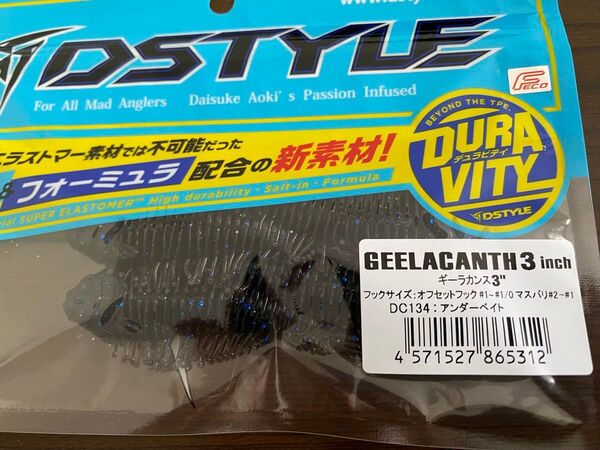 DSTYLE
For All Mad Anglers Daisuke Aoki's Passion Infused
Feco
ラストマー素材では不可能だった
フォーミュラ配合の新素材!
SUPER ELASTOMER High durability・Salt-in・Formula
BEYOND THE TPE.
DURA
デュラビティ
VITY
DSTYLE
GEELACANTH 3 inch
ギーラカンス3"
フックサイズ:オフセットフック #1~#1/0 マスバリ#2~#1
DC134:アンダーベイト
4 571527 865312